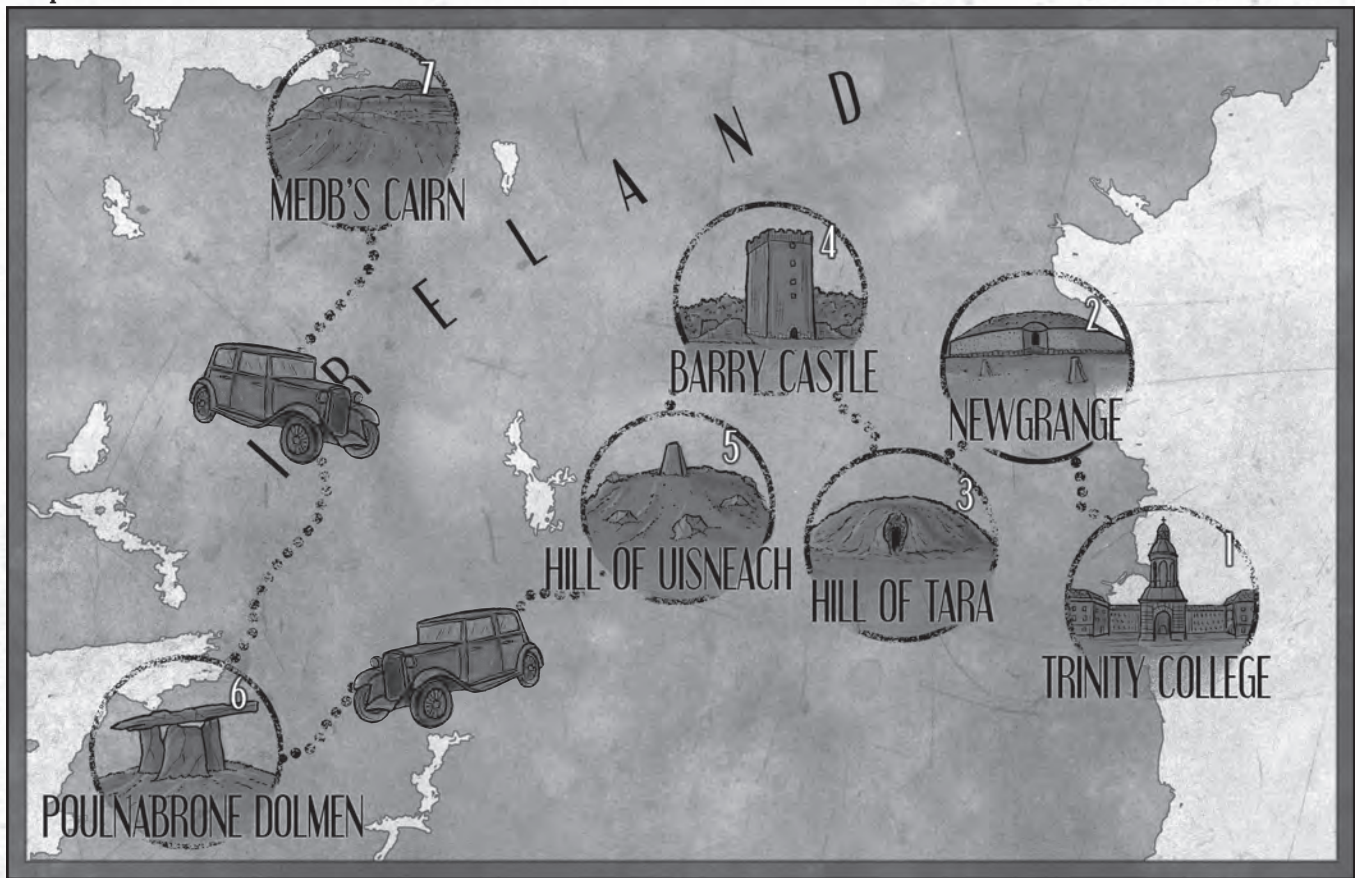 IRELAND
7
MEDB'S CAIRN
4
BARRY CASTLE
2
NEWGRANGE
5
HILL OF UISNEACH
3
HILL OF TARA
1
TRINITY COLLEGE
6
POULNABRONE DOLMEN